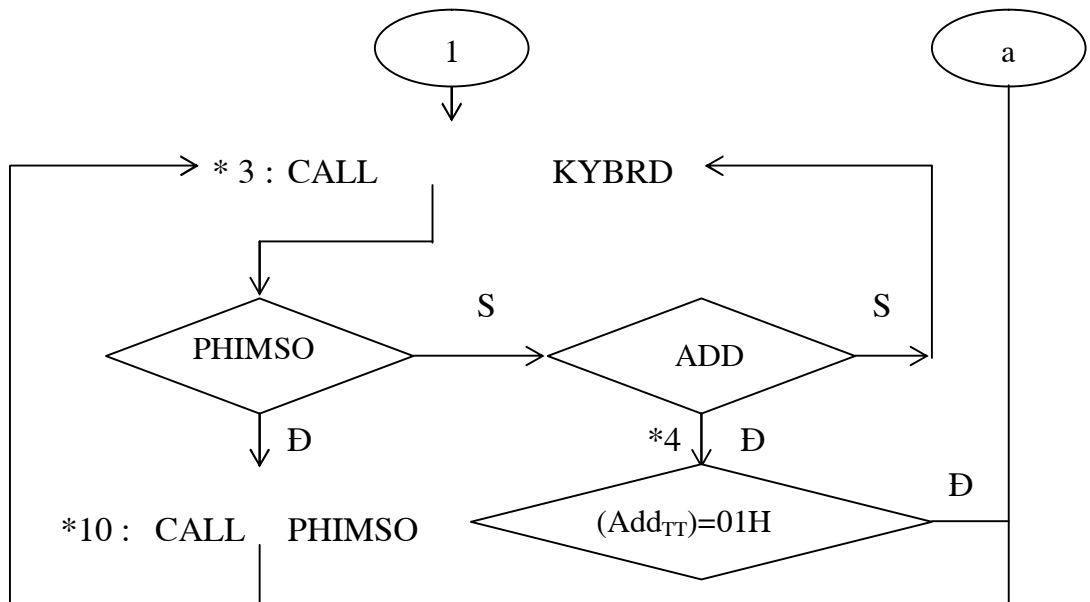 1
a
* 3 : CALL KYBRD
S
S
PHIMSO
ADD
Đ
*4 Đ
Đ
*10 : CALL PHIMSO
(Add_TT)=01H